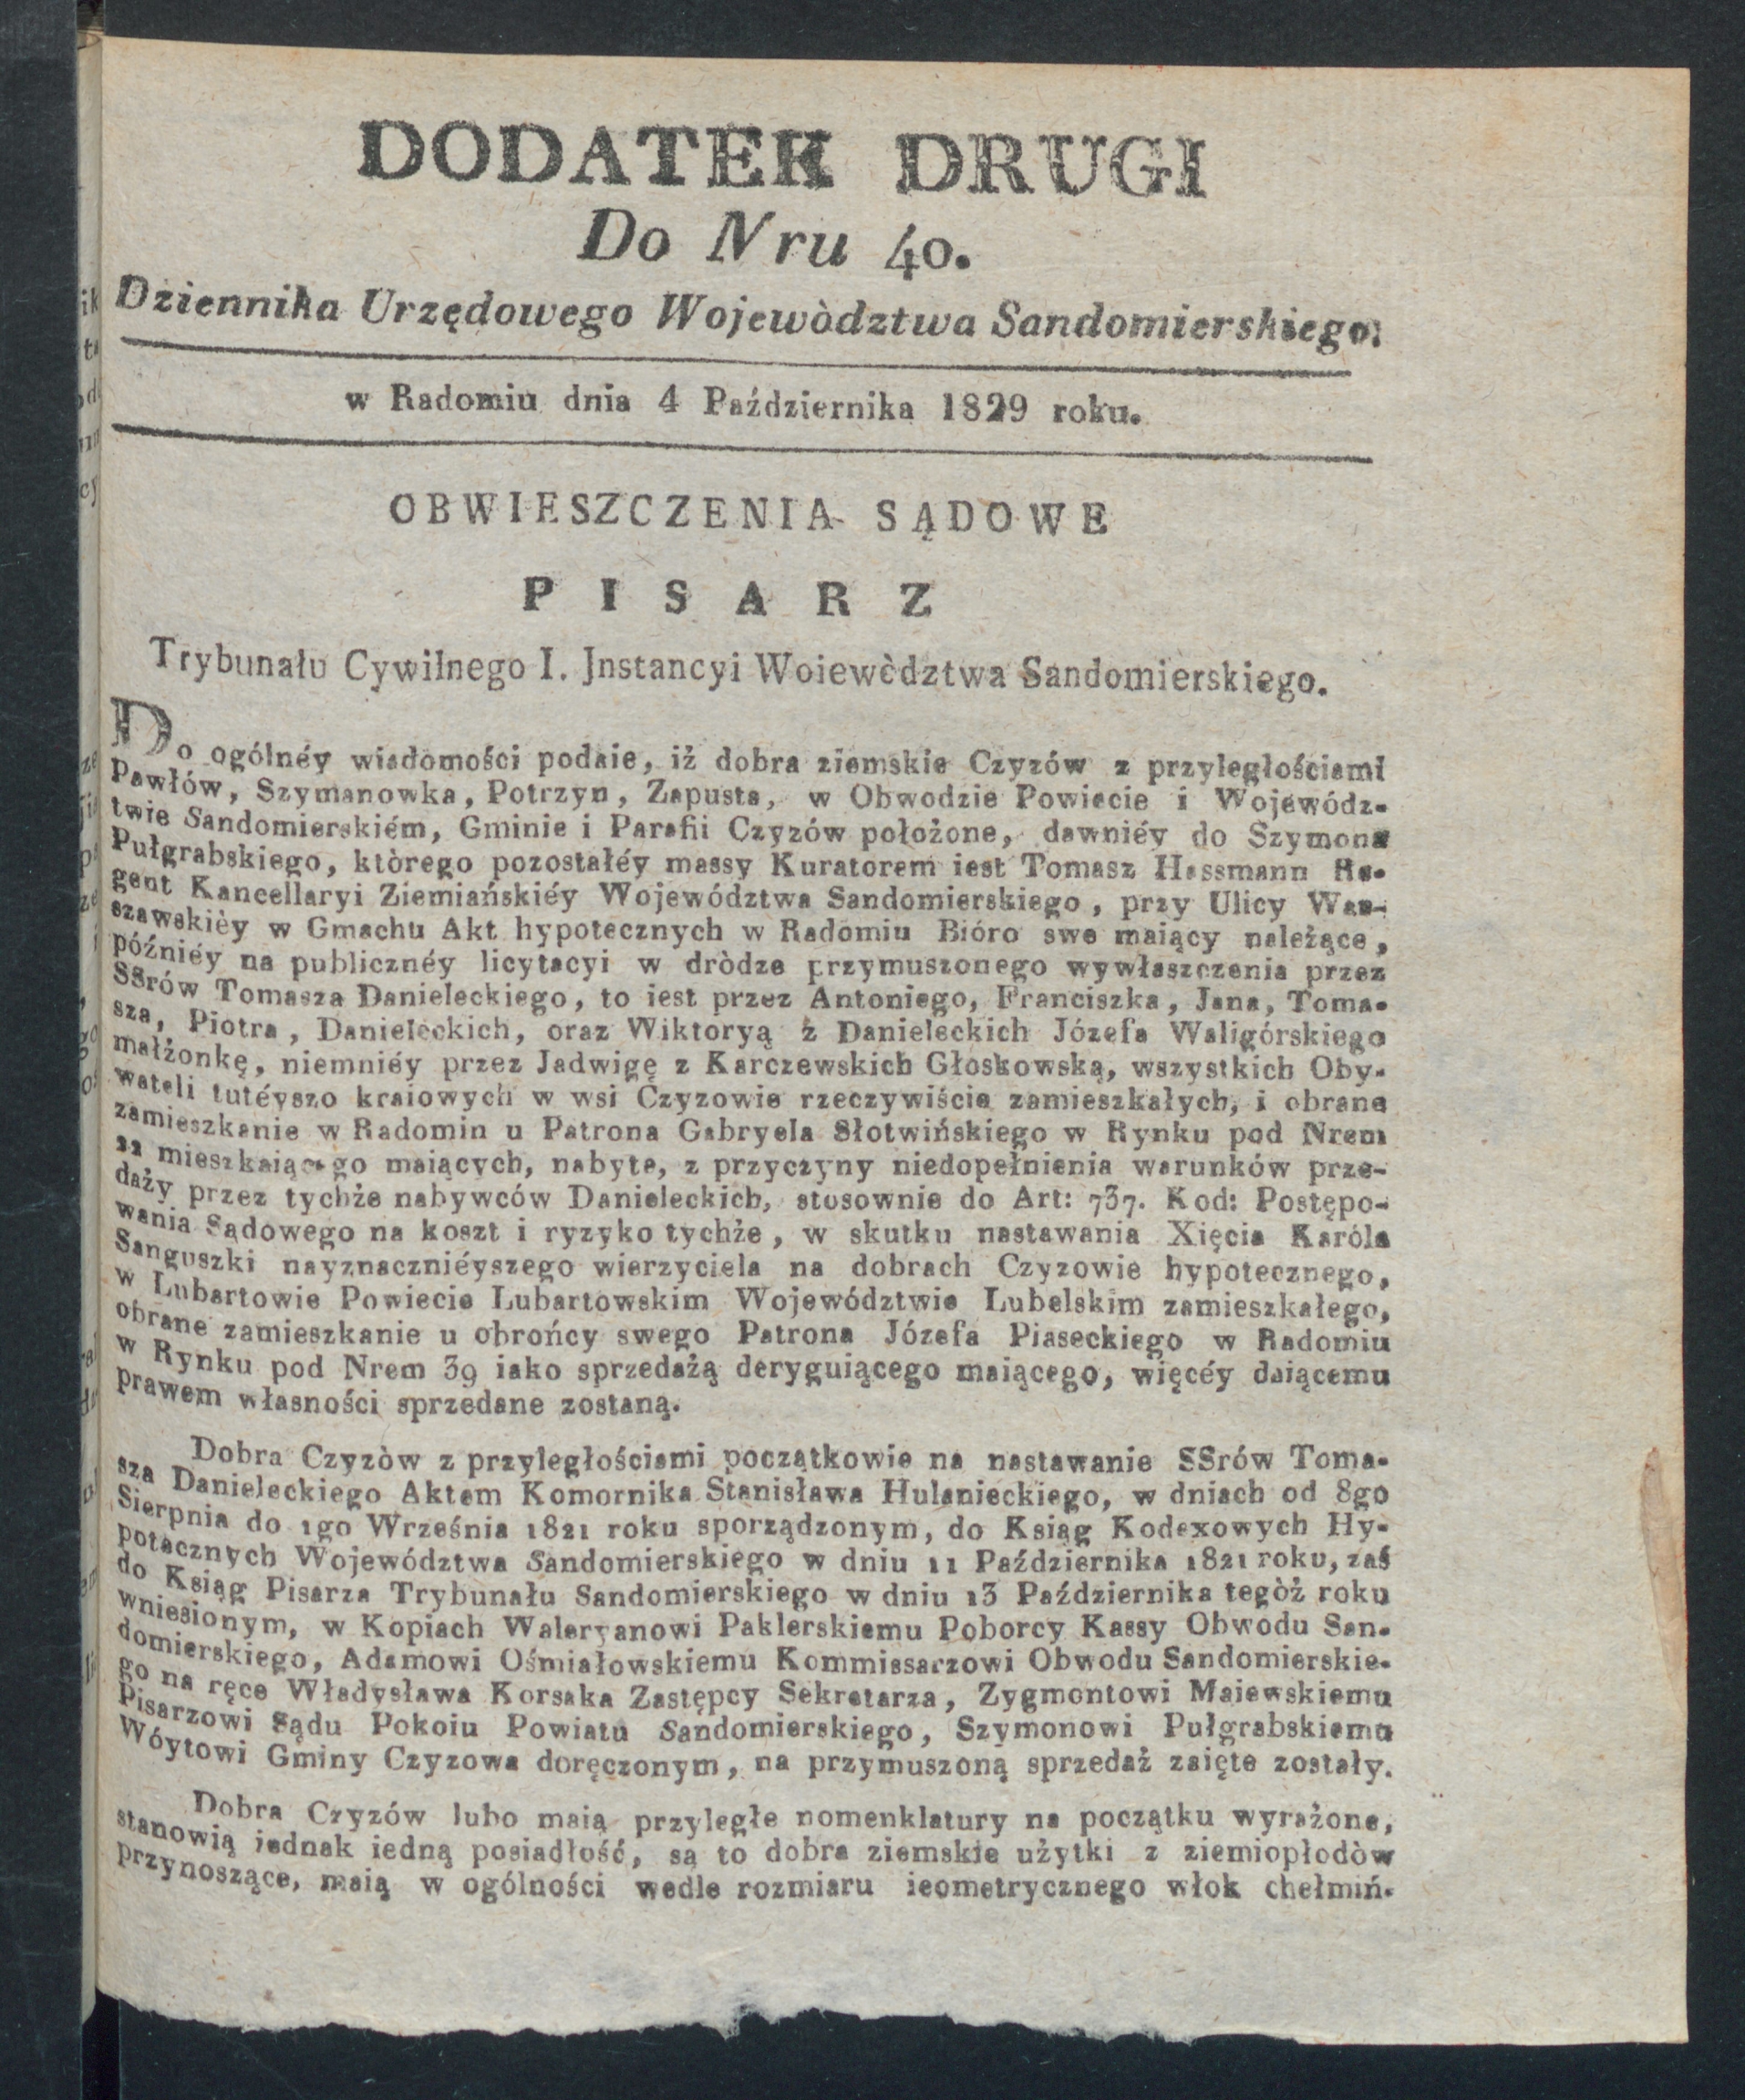 DODATEK DRUGI
Do Nru 40.
Dziennika Urzędowego Wojewòdztwa Sandomierskiego.
w Radomiu dnia 4 Października 1829 roku.
OBWIESZCZENIA SĄDOWE
PISARZ
Trybunału Cywilnego I. Jnstancyi Woiewòdztwa Sandomierskiego.
Do ogólnéy wiadomości podaie, iż dobra ziemskie Czyzów z przyległościami
Pawłów, Szymanowka, Potrzyn, Zapusta, w Obwodzie Powiecie i Wojewódz-
twie Sandomierskiém, Gminie i Parafii Czyzów położone, dawniéy do Szymona
Pułgrabskiego, którego pozostałéy massy Kuratorem iest Tomasz Hassmann Re-
gent Kancellaryi Ziemiańskiéy Województwa Sandomierskiego, przy Ulicy War-
szawskièy w Gmachu Akt hypotecznych w Radomiu Bióro swe maiący należące,
późniéy na publicznéy licytacyi w dròdze przymuszonego wywłaszczenia przez
SSrów Tomasza Danieleckiego, to iest przez Antoniego, Franciszka, Jana, Toma-
sza, Piotra, Danieleckich, oraz Wiktoryą z Danieleckich Józefa Waligórskiego
małżonkę, niemniéy przez Jadwigę z Karczewskich Głoskowską, wszystkich Oby-
wateli tutéyszo kraiowych w wsi Czyzowie rzeczywiście zamieszkałych, i obrane
zamieszkanie w Radomin u Patrona Gabryela Słotwińskiego w Rynku pod Nrem
mieszkaiącego maiących, nabyte, z przyczyny niedopełnienia warunków prze-
daży przez tychże nabywców Danieleckich, stosownie do Art: 737. Kod: Postępo-
wania Sądowego na koszt i ryzyko tychże, w skutku nastawania Xięcia Karóla
Sanguszki nayznaczniéyszego wierzyciela na dobrach Czyzowie hypotecznego,
w Lubartowie Powiecie Lubartowskim Województwie Lubelskim zamieszkałego,
obrane zamieszkanie u obrońcy swego Patrona Józefa Piaseckiego w Radomiu
w Rynku pod Nrem 39 iako sprzedażą deryguiącego maiącego, więcéy daiącemu
prawem własności sprzedane zostaną.
Dobra Czyzòw z przyległościami początkowie na nastawanie SSrów Toma-
sza Danieleckiego Aktem Komornika Stanisława Hulanieckiego, w dniach od 8go
Sierpnia do 1go Września 1821 roku sporządzonym, do Ksiąg Kodexowych Hy-
potecznych Województwa Sandomierskiego w dniu 11 Października 1821 roku, zaś
do Ksiąg Pisarza Trybunału Sandomierskiego w dniu 13 Października tegòż roku
wniesionym, w Kopiach Waleryanowi Paklerskiemu Poborcy Kassy Obwodu San-
domierskiego, Adamowi Ośmiałowskiemu Kommissarzowi Obwodu Sandomierskie-
go na ręce Władysława Korsaka Zastępcy Sekretarza, Zygmontowi Maiewskiemu
Pisarzowi Sądu Pokoiu Powiatu Sandomierskiego, Szymonowi Pułgrabskiemu
Wóytowi Gminy Czyzowa doręczonym, na przymuszoną sprzedaż zaięte zostały.
Dobra Czyzów lubo maią przyległe nomenklatury na początku wyrażone,
stanowią iednak iedną posiadłość, są to dobra ziemskie użytki z ziemiopłodòw
przynoszące, maią w ogólności wedle rozmiaru ieometrycznego włok chełmiń-